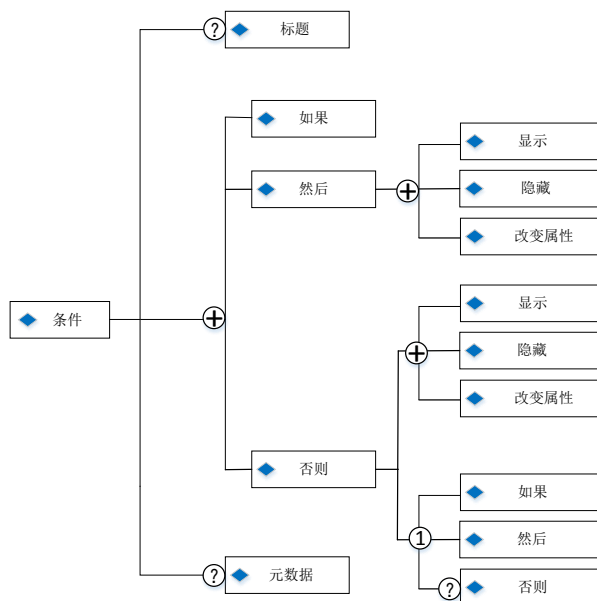 ?
标题
如果
然后
+
显示
隐藏
改变属性
条件
+
否则
+
显示
隐藏
改变属性
1
如果
然后
?
否则
?
元数据